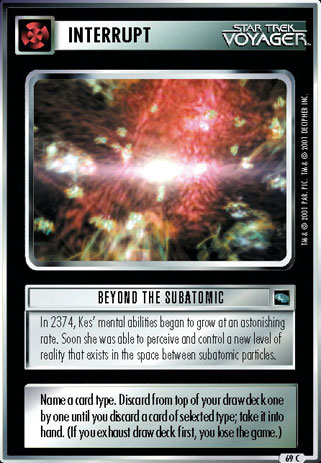 INTERRUPT
STAR TREK
VOYAGER™
™ & © 2001 PAR. PIC. TM & © 2001 DECIPHER INC.
BEYOND THE SUBATOMIC
In 2374, Kes' mental abilities began to grow at an astonishing
rate. Soon she was able to perceive and control a new level of
reality that exists in the space between subatomic particles.
Name a card type. Discard from top of your draw deck one
by one until you discard a card of selected type; take it into
hand. (If you exhaust draw deck first, you lose the game.)
69 C